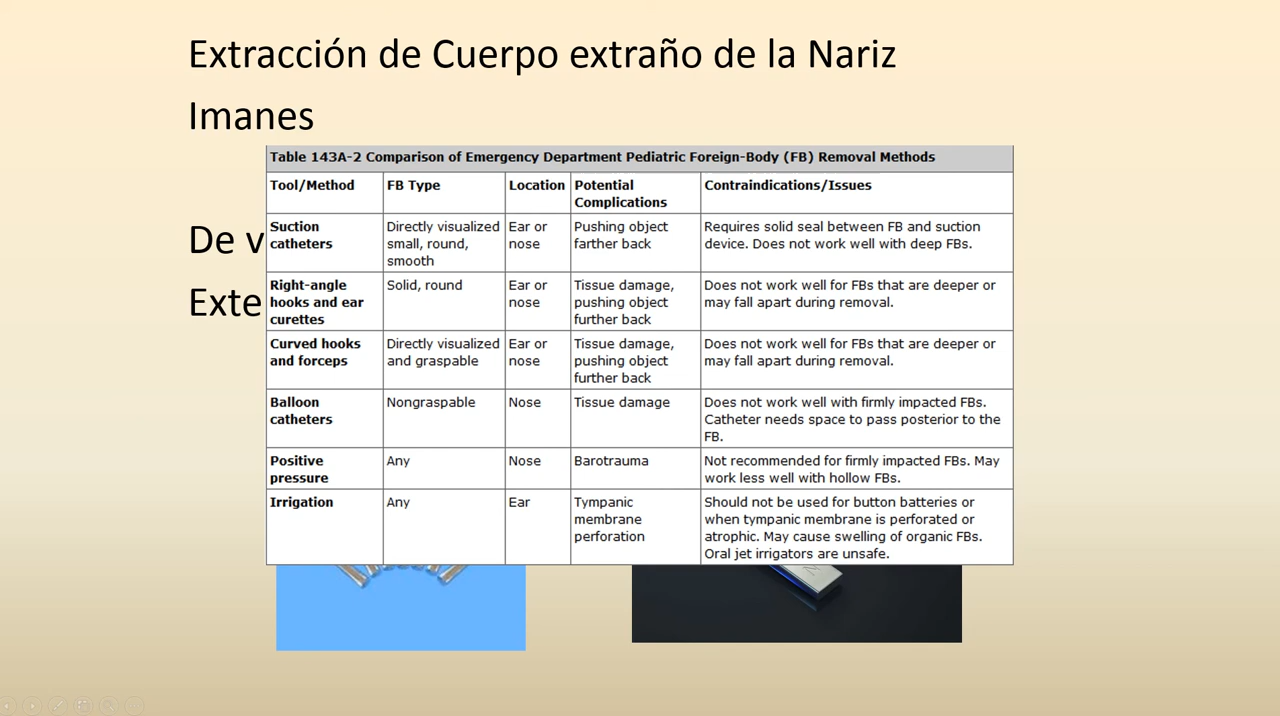 Extracción de Cuerpo extraño de la Nariz
Imanes
Table 143A-2 Comparison of Emergency Department Pediatric Foreign-Body (FB) Removal Methods
Tool/Method FB Type Location Potential Complications Contraindications/Issues
Suction catheters Directly visualized small, round, smooth Ear or nose Pushing object farther back Requires solid seal between FB and suction device. Does not work well with deep FBs.
Right-angle hooks and ear curettes Solid, round Ear or nose Tissue damage, pushing object further back Does not work well for FBs that are deeper or may fall apart during removal.
Curved hooks and forceps Directly visualized and graspable Ear or nose Tissue damage, pushing object further back Does not work well for FBs that are deeper or may fall apart during removal.
Balloon catheters Nongraspable Nose Tissue damage Does not work well with firmly impacted FBs. Catheter needs space to pass posterior to the FB.
Positive pressure Any Nose Barotrauma Not recommended for firmly impacted FBs. May work less well with hollow FBs.
Irrigation Any Ear Tympanic membrane perforation Should not be used for button batteries or when tympanic membrane is perforated or atrophic. May cause swelling of organic FBs. Oral jet irrigators are unsafe.
De v
Exte